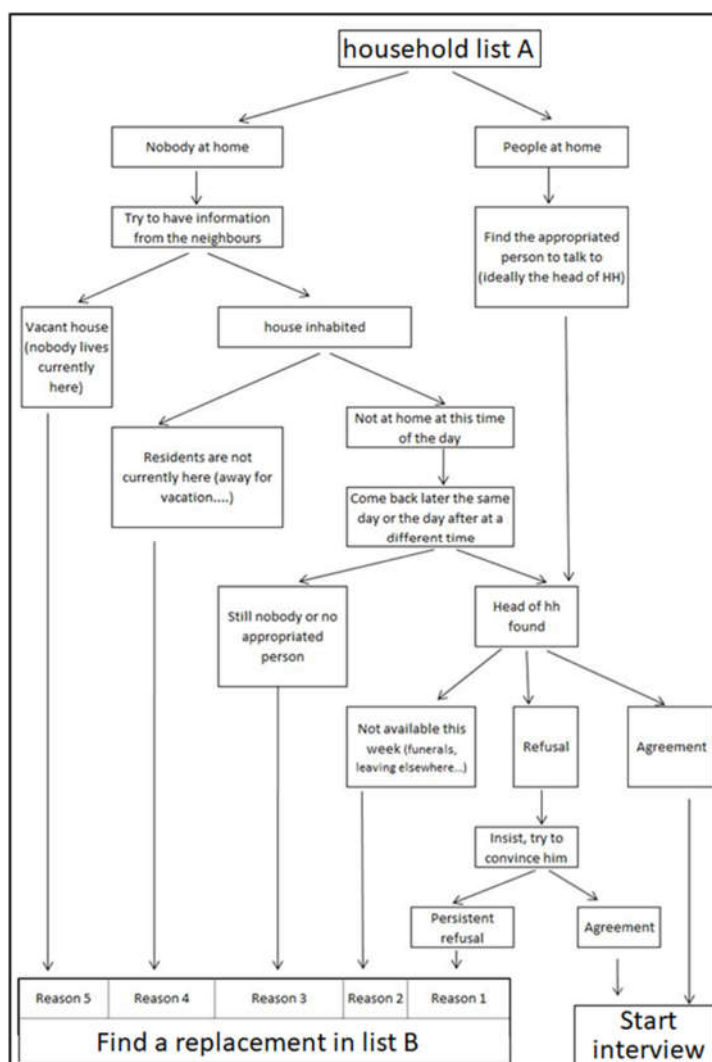 household list A
Nobody at home
People at home
Try to have information
from the neighbours
Find the appropriated
person to talk to
(ideally the head of HH)
Vacant house
(nobody lives
currently
here)
house inhabited
Residents are not
currently here (away for
vacation....)
Not at home at this time
of the day
Come back later the same
day or the day after at a
different time
Still nobody or no
appropriated
person
Head of hh
found
Not available this
week (funerals,
leaving elsewhere...)
Refusal
Agreement
Insist, try to
convince him
Persistent
refusal
Agreement
Reason 5
Reason 4
Reason 3
Reason 2
Reason 1
Find a replacement in list B
Start
interview